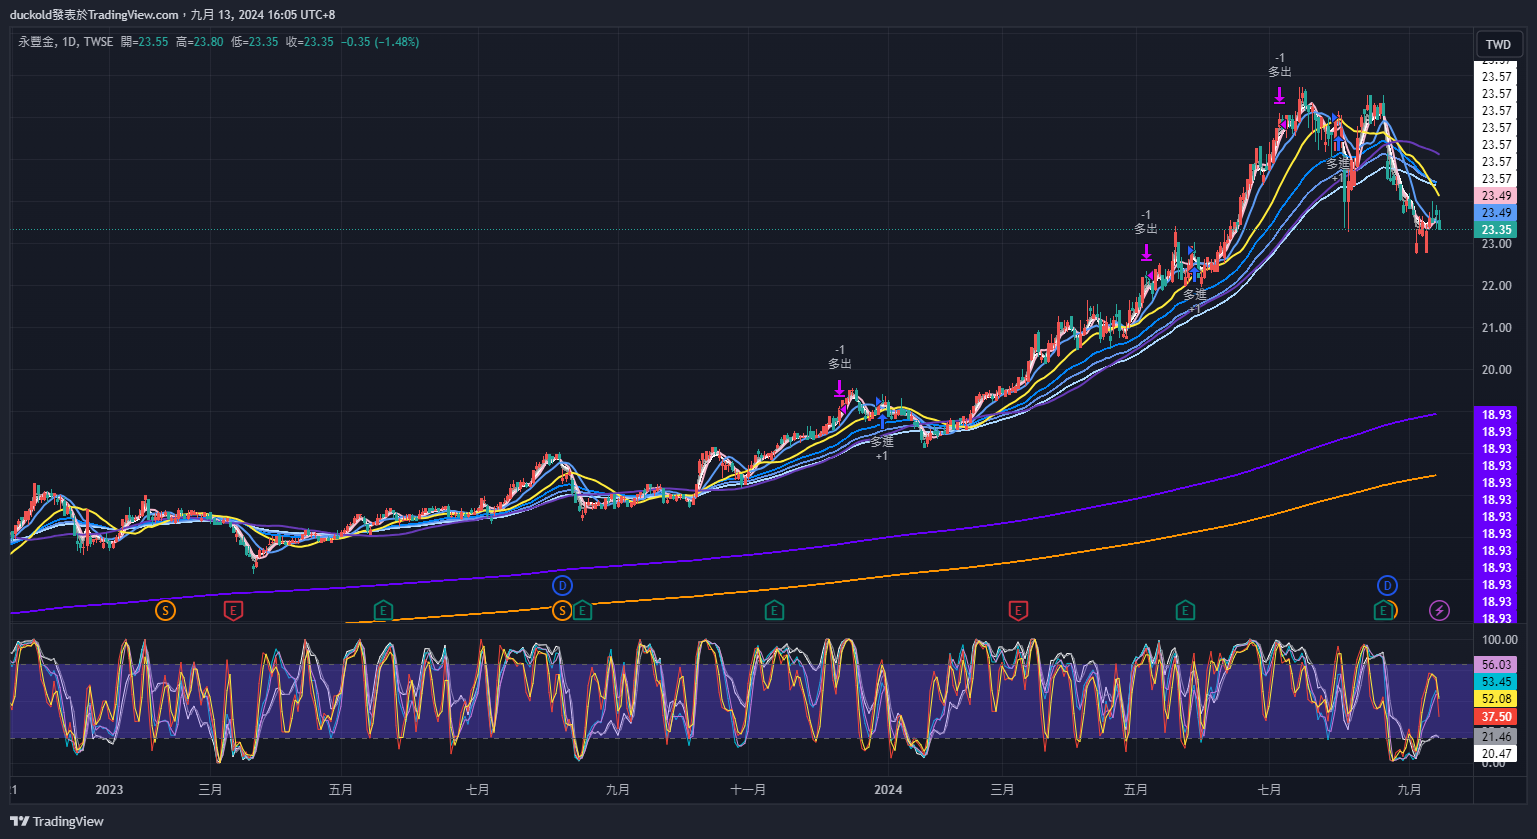 duckold發表於TradingView.com，九月 13, 2024 16:05 UTC+8
永豐金, 1D, TWSE 開=23.55 高=23.80 低=23.35 收=23.35 −0.35 (−1.48%)
TWD
23.57
23.57
23.57
23.57
23.57
23.57
23.57
23.57
23.49
23.49
23.35
23.00
22.00
21.00
20.00
18.93
18.93
18.93
18.93
18.93
18.93
18.93
18.93
18.93
18.93
18.93
18.93
18.93
-1
多出
多進
+1
-1
多出
多進
+1
-1
多出
多進
+1
S
E
E
D
S
E
E
E
E
D
E
100.00
56.03
53.45
52.08
37.50
21.46
20.47
0.00
2023
三月
五月
七月
九月
十一月
2024
三月
五月
七月
九月
TradingView